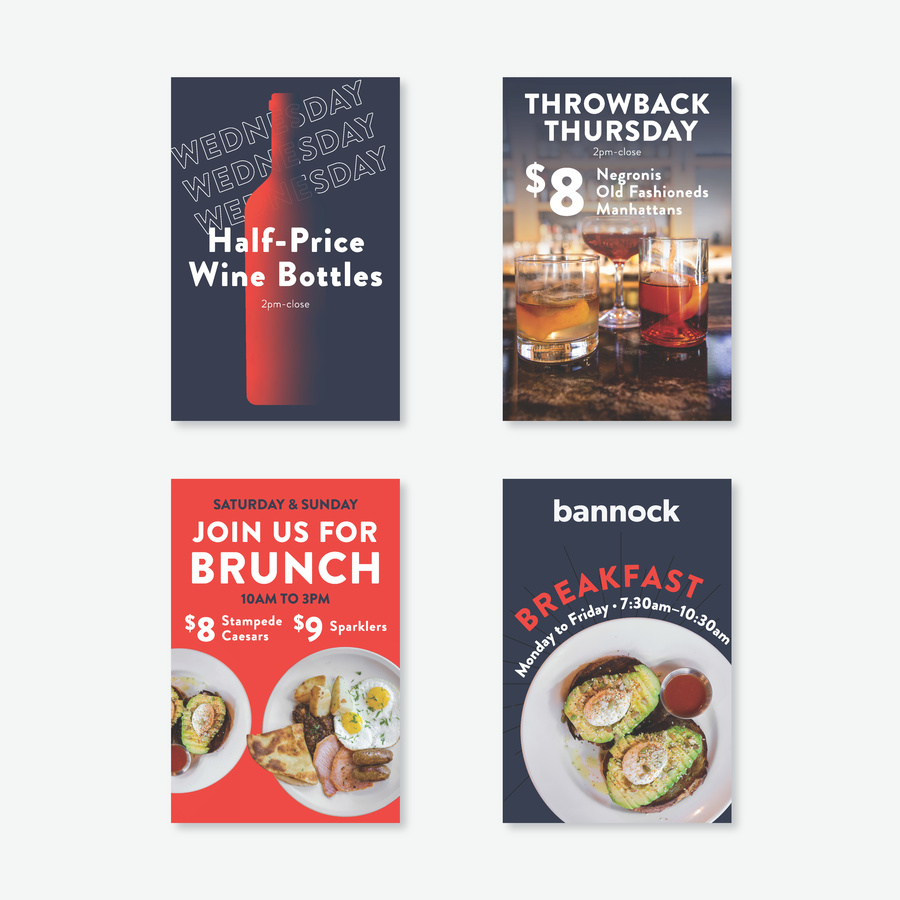 WEDNESDAY
WEDNESDAY
WEDNESDAY
Half-Price
Wine Bottles
2pm-close
THROWBACK
THURSDAY
2pm-close
$8
Negronis
Old Fashioneds
Manhattans
SATURDAY & SUNDAY
JOIN US FOR
BRUNCH
10AM TO 3PM
$8 Stampede
Caesars
$9 Sparklers
bannock
BREAKFAST
Monday to Friday • 7:30am–10:30am